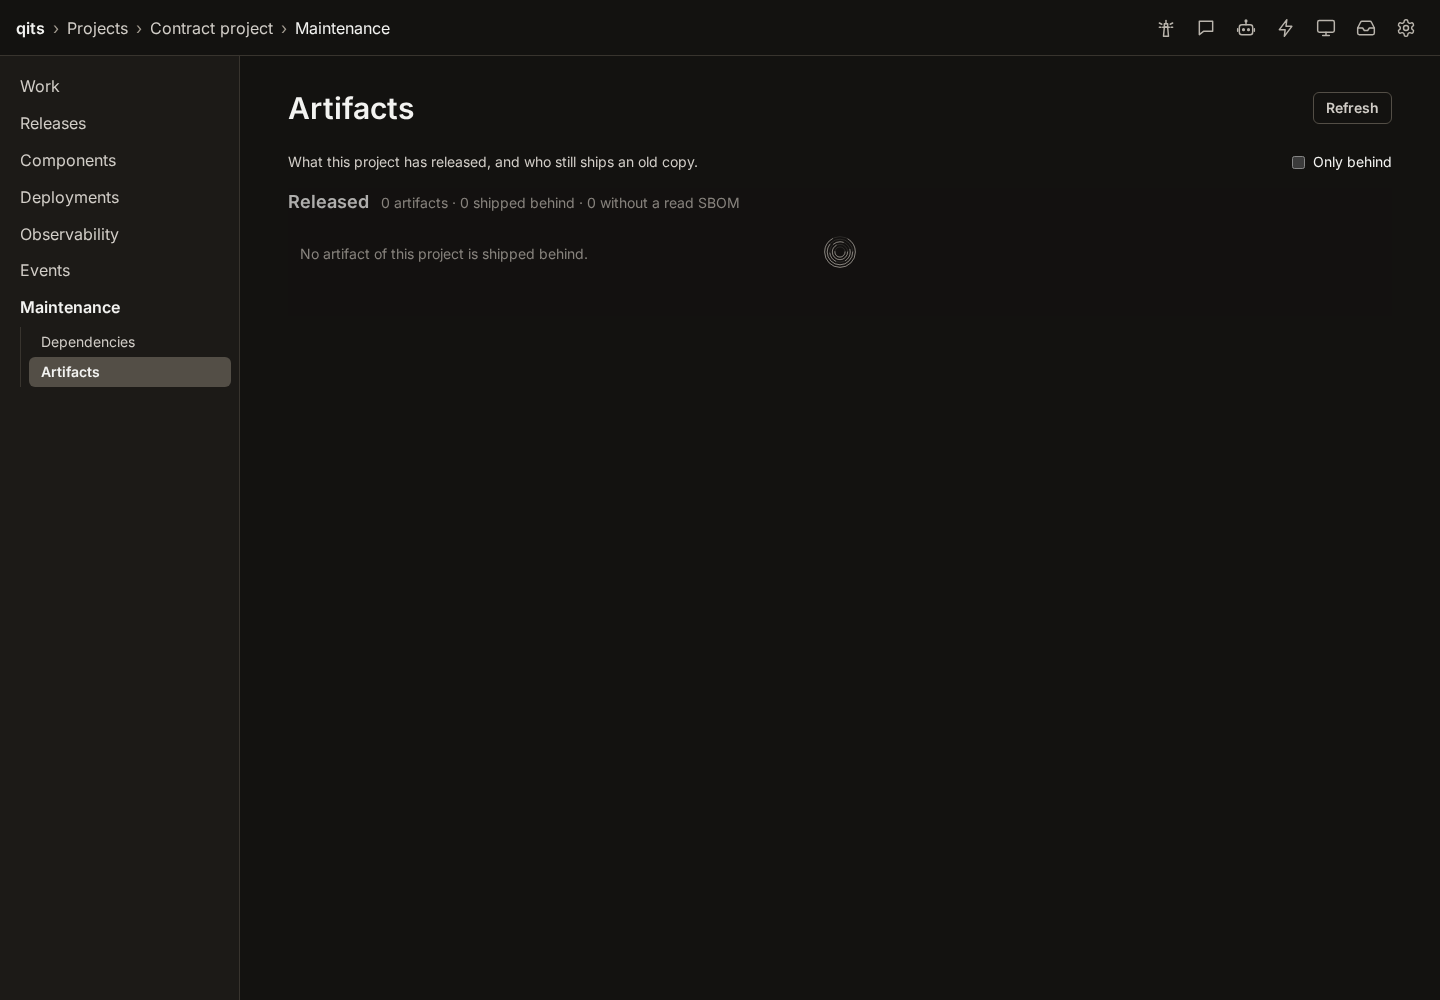 qits › Projects › Contract project › Maintenance
Work
Releases
Components
Deployments
Observability
Events
Maintenance
Dependencies
Artifacts
Artifacts
Refresh
What this project has released, and who still ships an old copy.
Only behind
Released 0 artifacts · 0 shipped behind · 0 without a read SBOM
No artifact of this project is shipped behind.